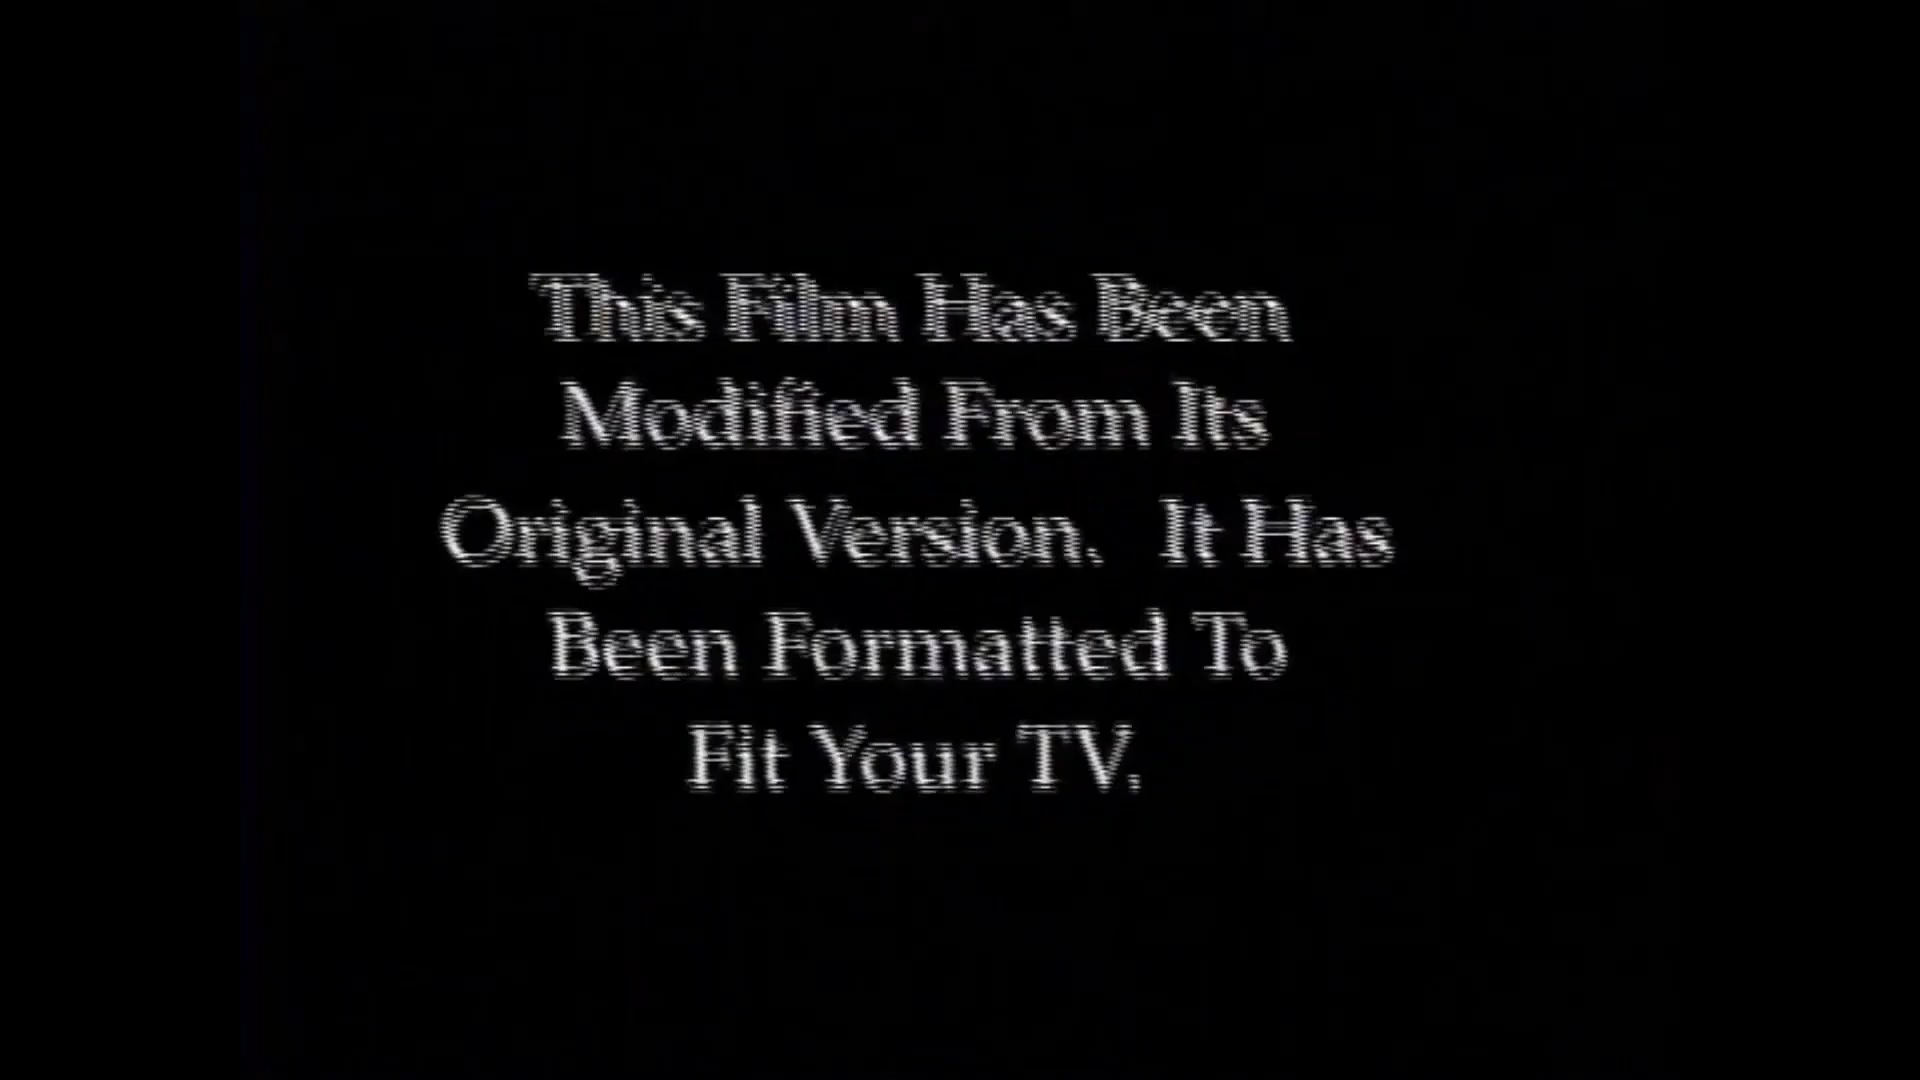 This Film Has Been
Modified From Its
Original Version. It Has
Been Formatted To
Fit Your TV.